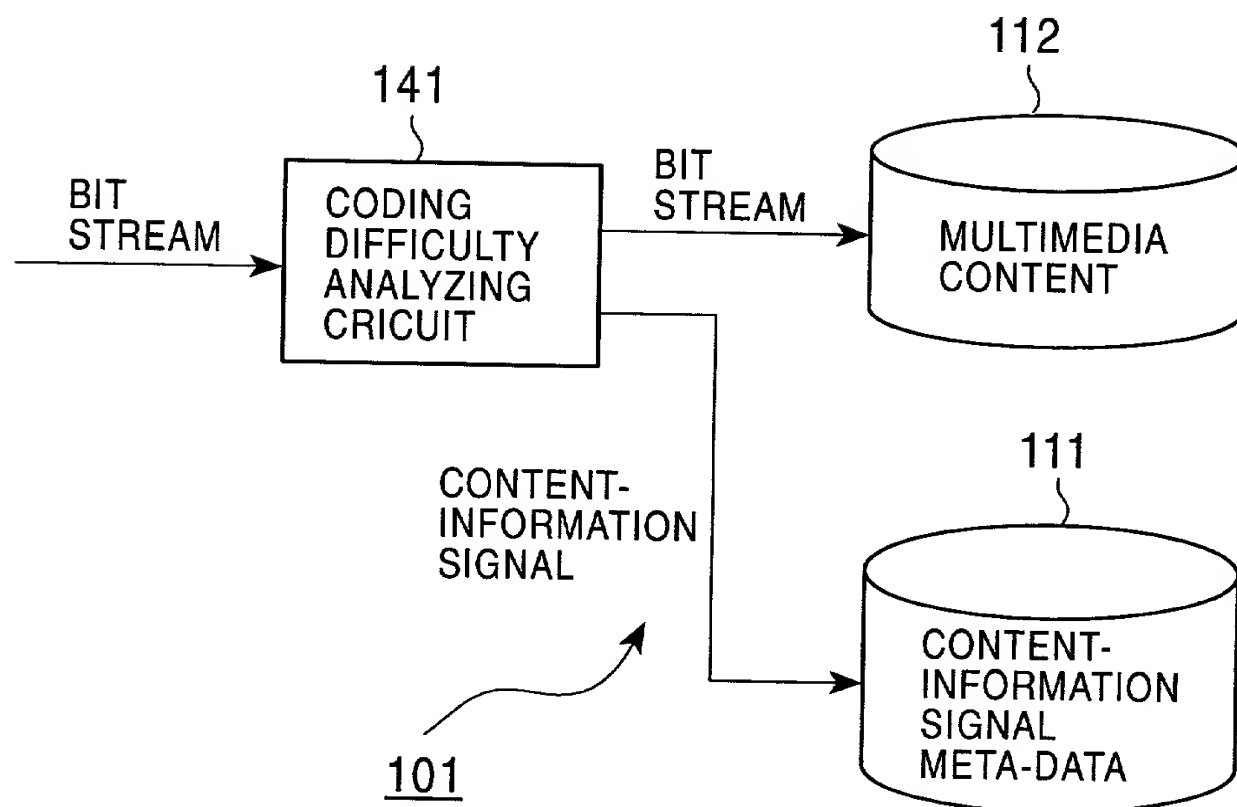 112
141
BIT
STREAM
CODING
DIFFICULTY
ANALYZING
CRICUIT
BIT
STREAM
MULTIMEDIA
CONTENT
111
CONTENT-
INFORMATION
SIGNAL
CONTENT-
INFORMATION
SIGNAL
META-DATA
101